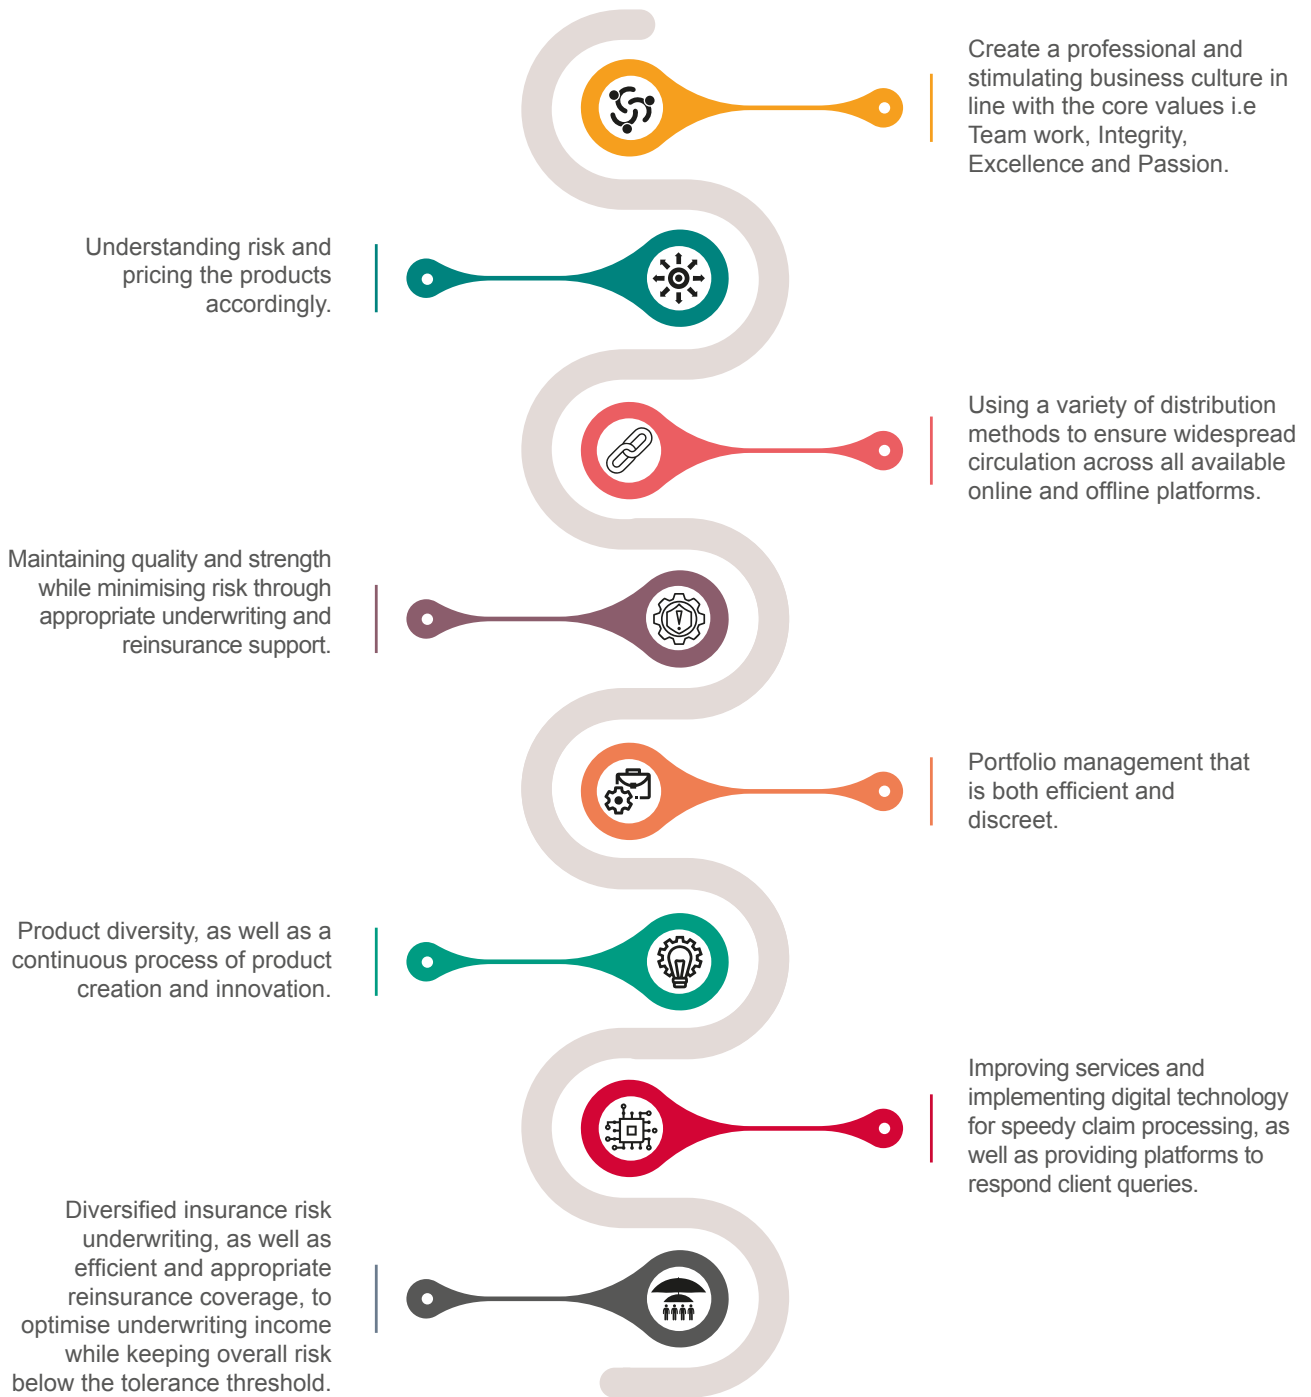 Create a professional and
stimulating business culture in
line with the core values i.e
Team work, Integrity,
Excellence and Passion.
Understanding risk and
pricing the products
accordingly.
Using a variety of distribution
methods to ensure widespread
circulation across all available
online and offline platforms.
Maintaining quality and strength
while minimising risk through
appropriate underwriting and
reinsurance support.
Portfolio management that
is both efficient and
discreet.
Product diversity, as well as a
continuous process of product
creation and innovation.
Improving services and
implementing digital technology
for speedy claim processing, as
well as providing platforms to
respond client queries.
Diversified insurance risk
underwriting, as well as
efficient and appropriate
reinsurance coverage, to
optimise underwriting income
while keeping overall risk
below the tolerance threshold.